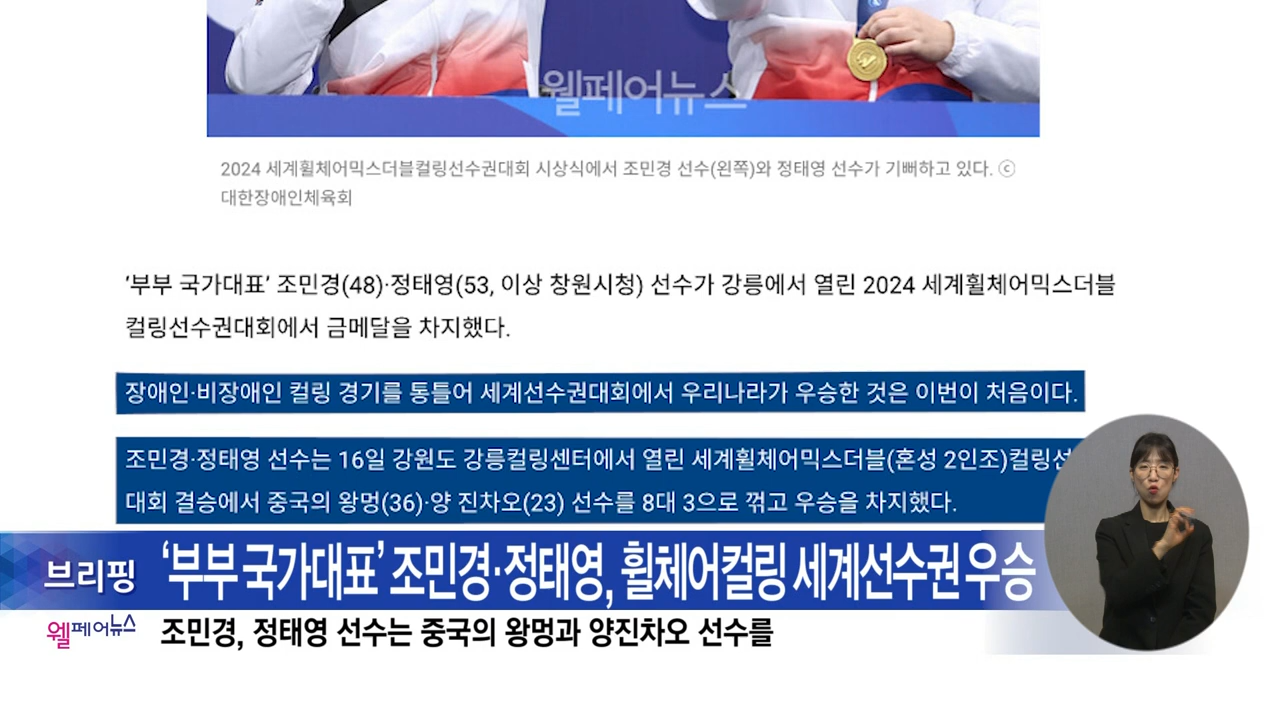 웰페어뉴스
2024 세계휠체어믹스더블컬링선수권대회 시상식에서 조민경 선수(왼쪽)와 정태영 선수가 기뻐하고 있다. ⓒ
대한장애인체육회
‘부부 국가대표’ 조민경(48)·정태영(53, 이상 창원시청) 선수가 강릉에서 열린 2024 세계휠체어믹스더블
컬링선수권대회에서 금메달을 차지했다.
장애인·비장애인 컬링 경기를 통틀어 세계선수권대회에서 우리나라가 우승한 것은 이번이 처음이다.
조민경·정태영 선수는 16일 강원도 강릉컬링센터에서 열린 세계휠체어믹스더블(혼성 2인조)컬링선
대회 결승에서 중국의 왕멍(36)·양 진차오(23) 선수를 8대 3으로 꺾고 우승을 차지했다.
브리핑 ‘부부 국가대표’ 조민경·정태영, 휠체어컬링 세계선수권 우승
웰페어뉴스 조민경, 정태영 선수는 중국의 왕멍과 양진차오 선수를